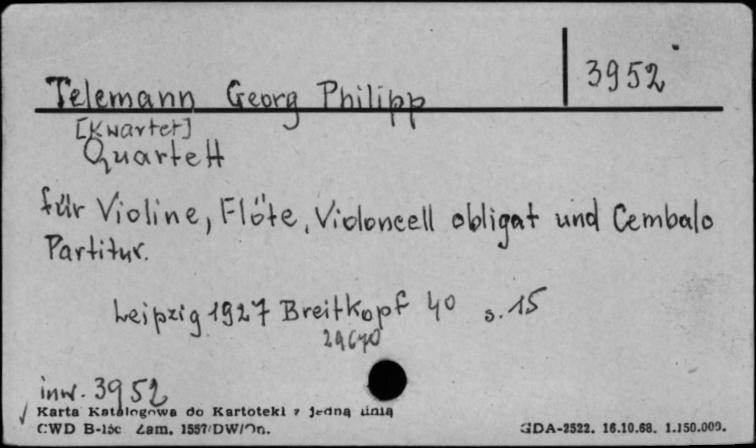 3952
Telemann Georg Philipp
[Kwartet]
Quartett
für Violine, Flöte, Violoncell obligat und Cembalo
Partitur.
Leipzig 1927 Breitkopf 40 s. 15
29640
inw. 3952
Karta Katalogowa do Kartoteki z jedną linią
CWD B-15c Zam. 1557/DW/On. GDA-2522. 16.10.68. 1.150.000.